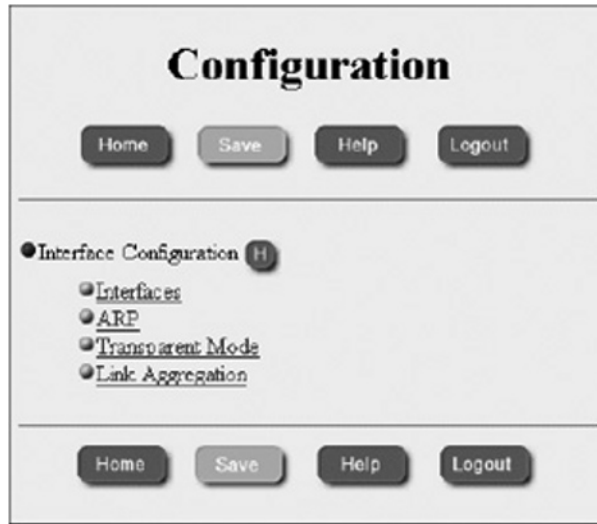 Configuration
Home Save Help Logout
Interface Configuration H
Interfaces
ARP
Transparent Mode
Link Aggregation
Home Save Help Logout